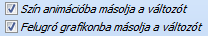 Szín animációba másolja a változót
Felugró grafikonba másolja a változót